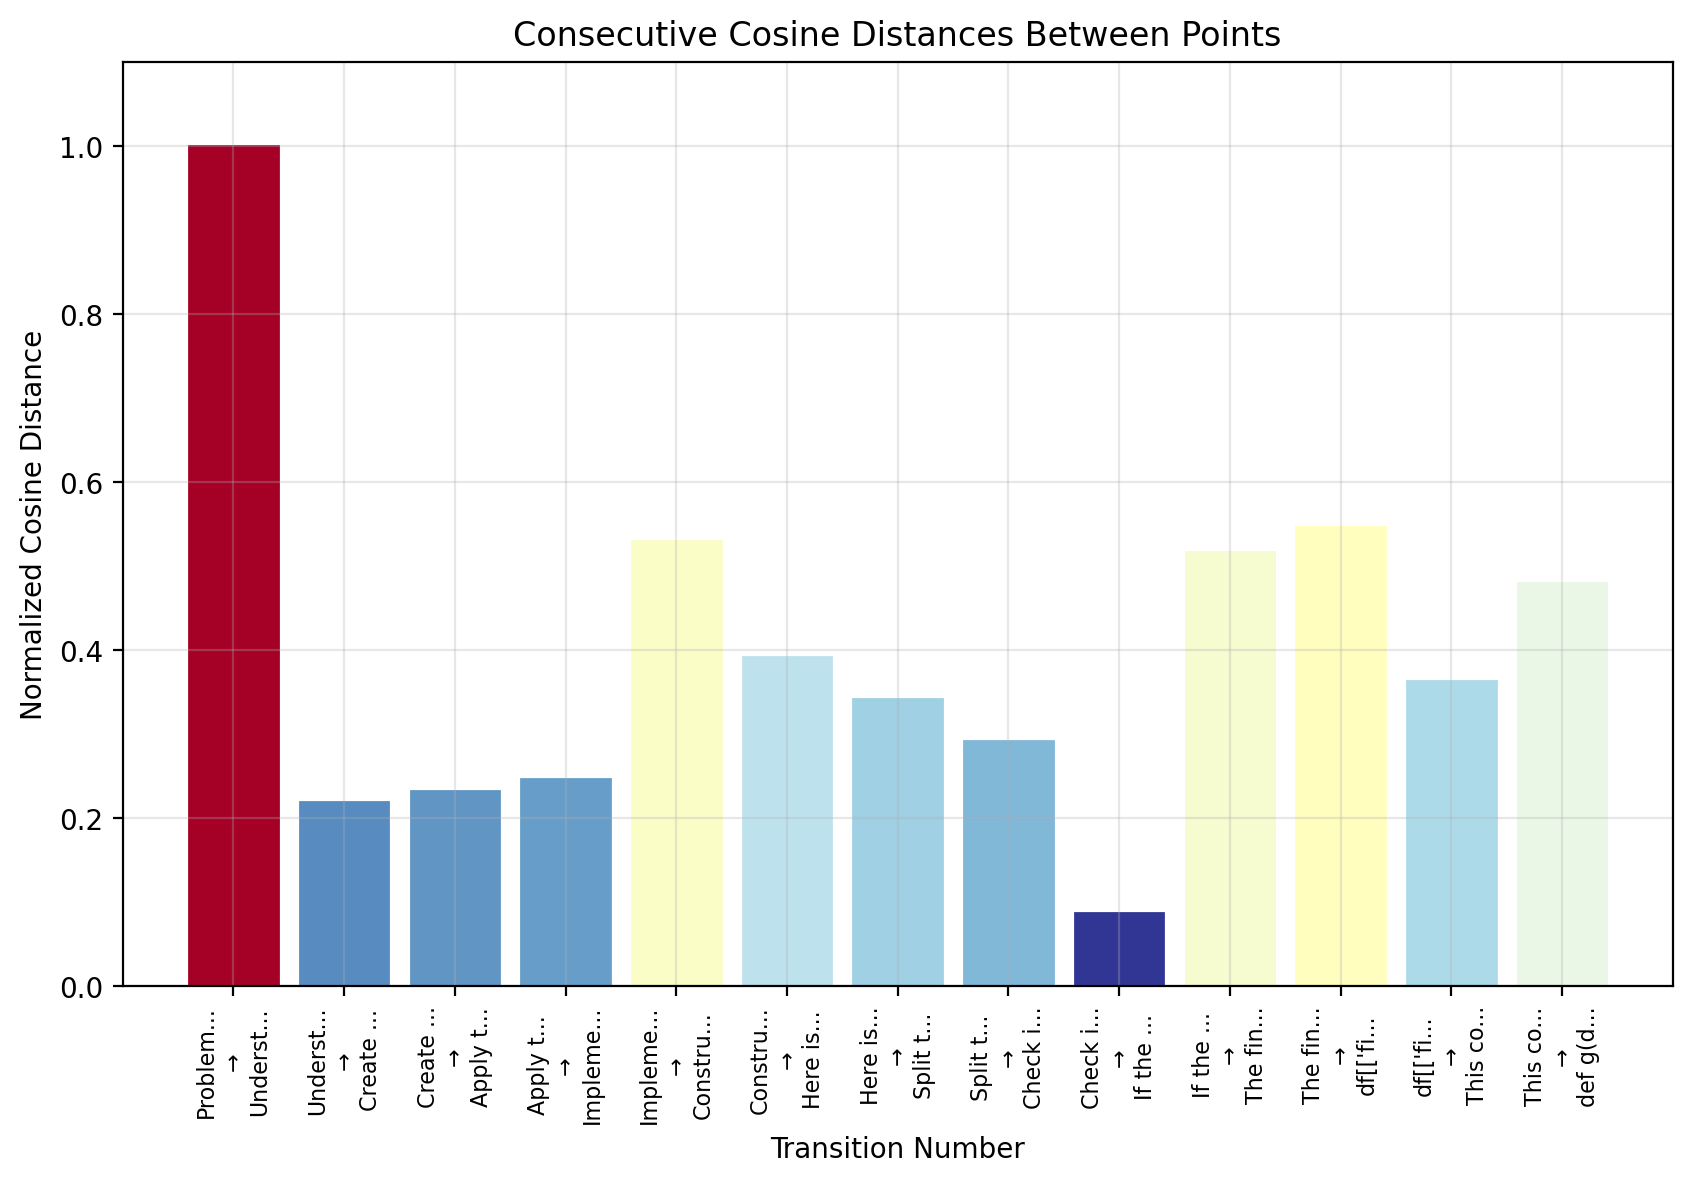 Consecutive Cosine Distances Between Points
Normalized Cosine Distance
1.0
0.8
0.6
0.4
0.2
0.0
Problem...
→
Underst...
Underst...
→
Create ...
Create ...
→
Apply t...
Apply t...
→
Impleme...
Impleme...
→
Constru...
Constru...
→
Here is...
Here is...
→
Split t...
Split t...
→
Check i...
Check i...
→
If the ...
If the ...
→
The fin...
The fin...
→
df[['fi...
df[['fi...
→
This co...
This co...
→
def g(d...
Transition Number